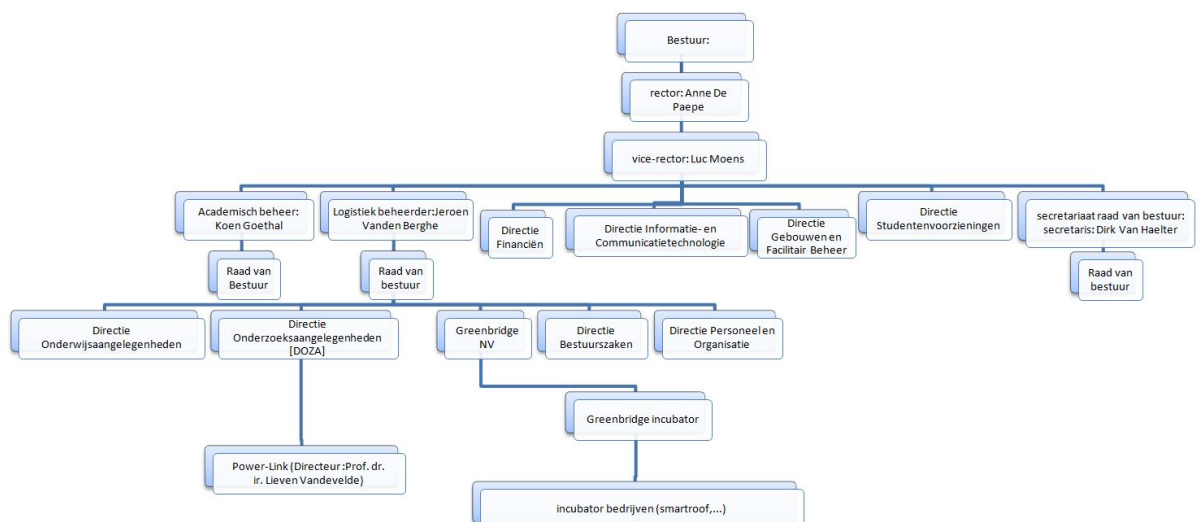 Bestuur:
rector: Anne De
Paepe
vice-rector: Luc Moens
Academisch beheer:
Koen Goethal
Logistiek beheerder:Jeroen
Vanden Berghe
Directie
Financiën
Directie Informatie- en
Communicatietechnologie
Directie
Gebouwen en
Facilitair Beheer
Directie
Studentenvoorzieningen
secretariaat raad van bestuur:
secretaris: Dirk Van Haelter
Raad van
Bestuur
Raad van
bestuur
Raad van
bestuur
Directie
Onderwijsaangelegenheden
Directie
Onderzoeksaangelegenheden
[DOZA]
Greenbridge
NV
Directie
Bestuurszaken
Directie Personeel en
Organisatie
Greenbridge incubator
Power-Link (Directeur :Prof. dr.
ir. Lieven Vandevelde)
incubator bedrijven (smartroof,...)